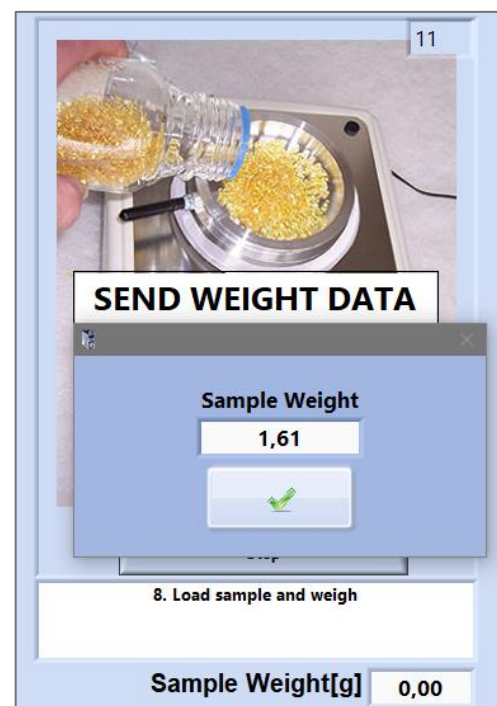 11
SEND WEIGHT DATA
Sample Weight
1,61
8. Load sample and weigh
Sample Weight[g] 0,00